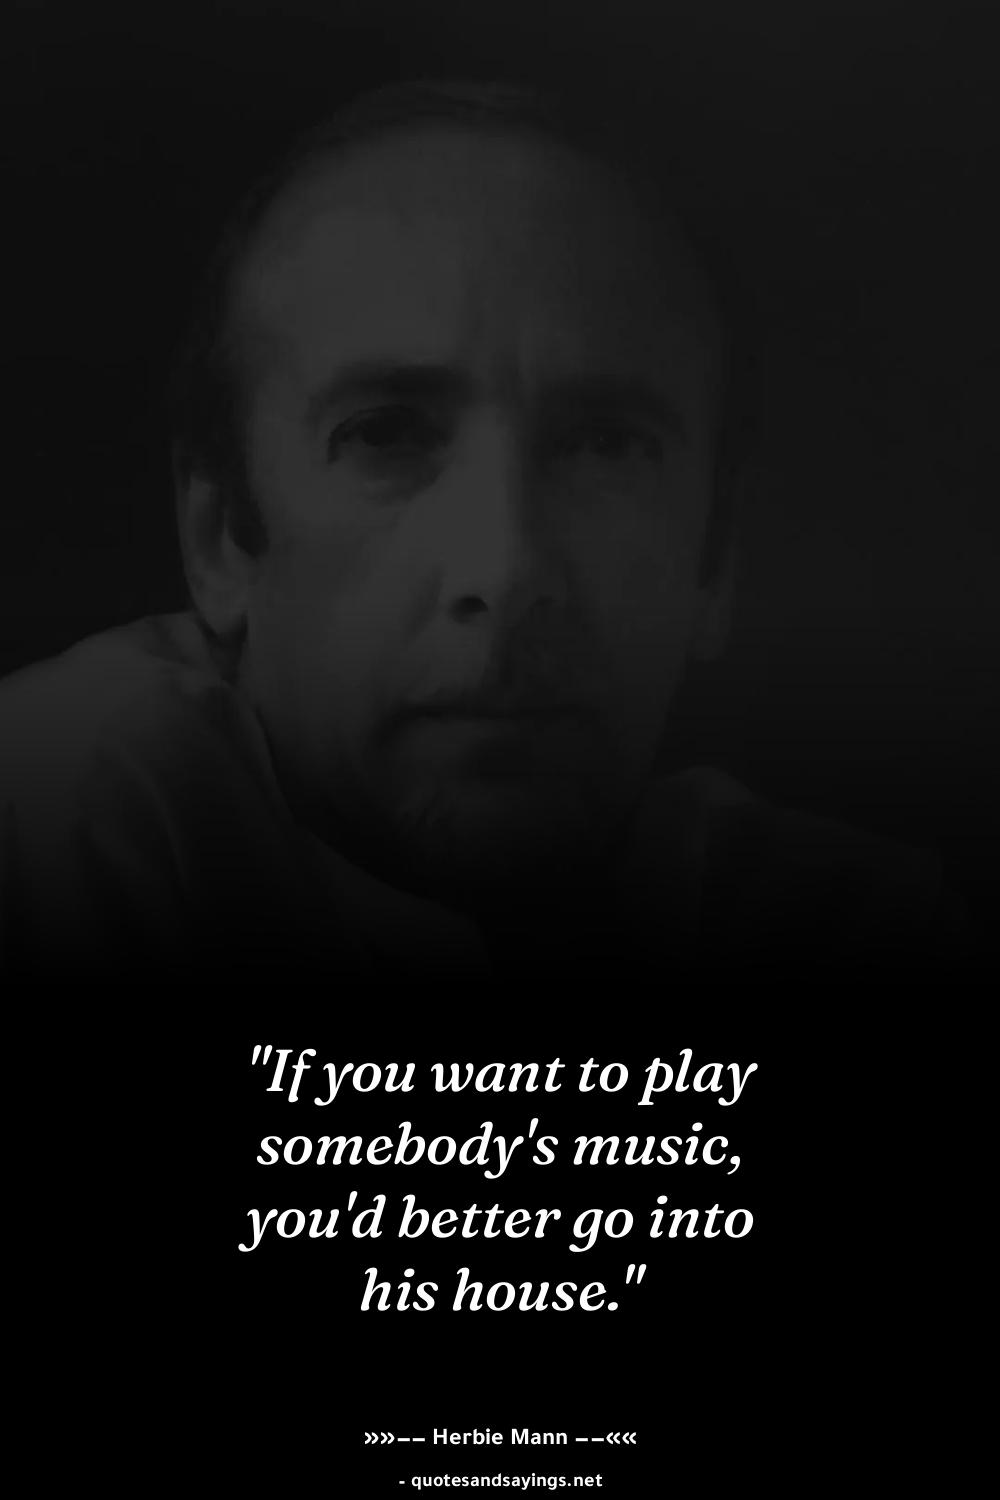 "If you want to play
somebody's music,
you'd better go into
his house."
»»−− Herbie Mann −−««
- quotesandsayings.net